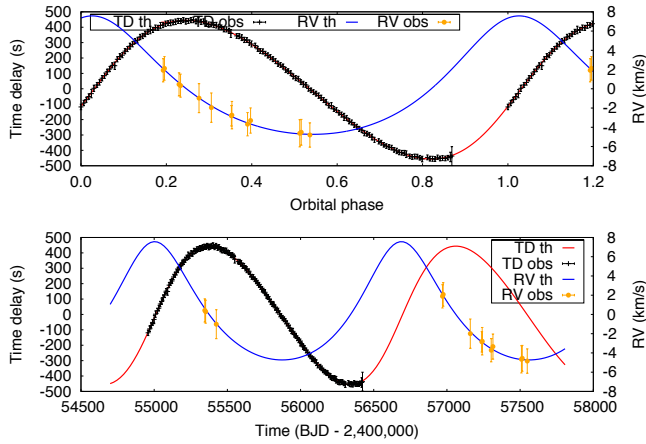 TD th TD obs RV th RV obs
500 400 300 200 100 0 -100 -200 -300 -400 -500
Time delay (s)
8 6 4 2 0 -2 -4 -6 -8
RV (km/s)
0.0 0.2 0.4 0.6 0.8 1.0 1.2
Orbital phase
500 400 300 200 100 0 -100 -200 -300 -400 -500
Time delay (s)
TD th
TD obs
RV th
RV obs
8 6 4 2 0 -2 -4 -6 -8
RV (km/s)
54500 55000 55500 56000 56500 57000 57500 58000
Time (BJD - 2,400,000)